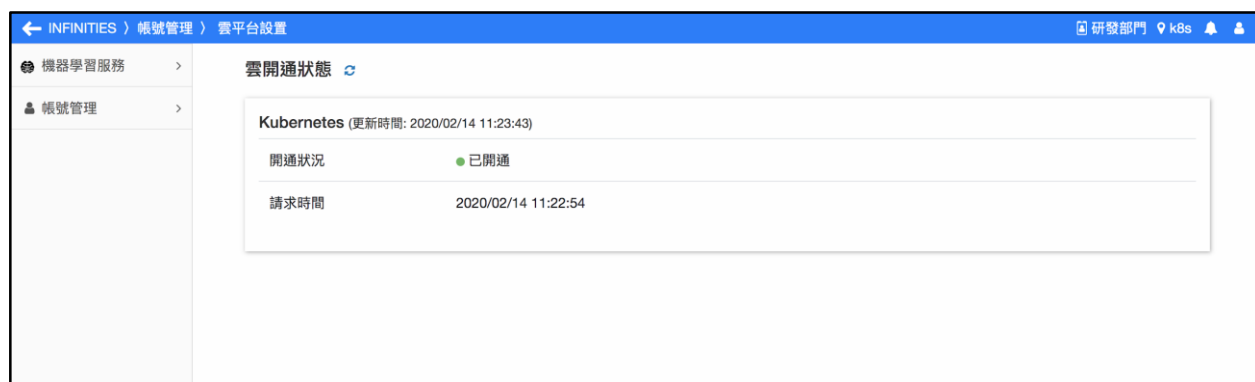 INFINITIES 〉 帳號管理 〉 雲平台設置
研發部門 k8s
機器學習服務
帳號管理
雲開通狀態
Kubernetes (更新時間: 2020/02/14 11:23:43)
開通狀況 已開通
請求時間 2020/02/14 11:22:54